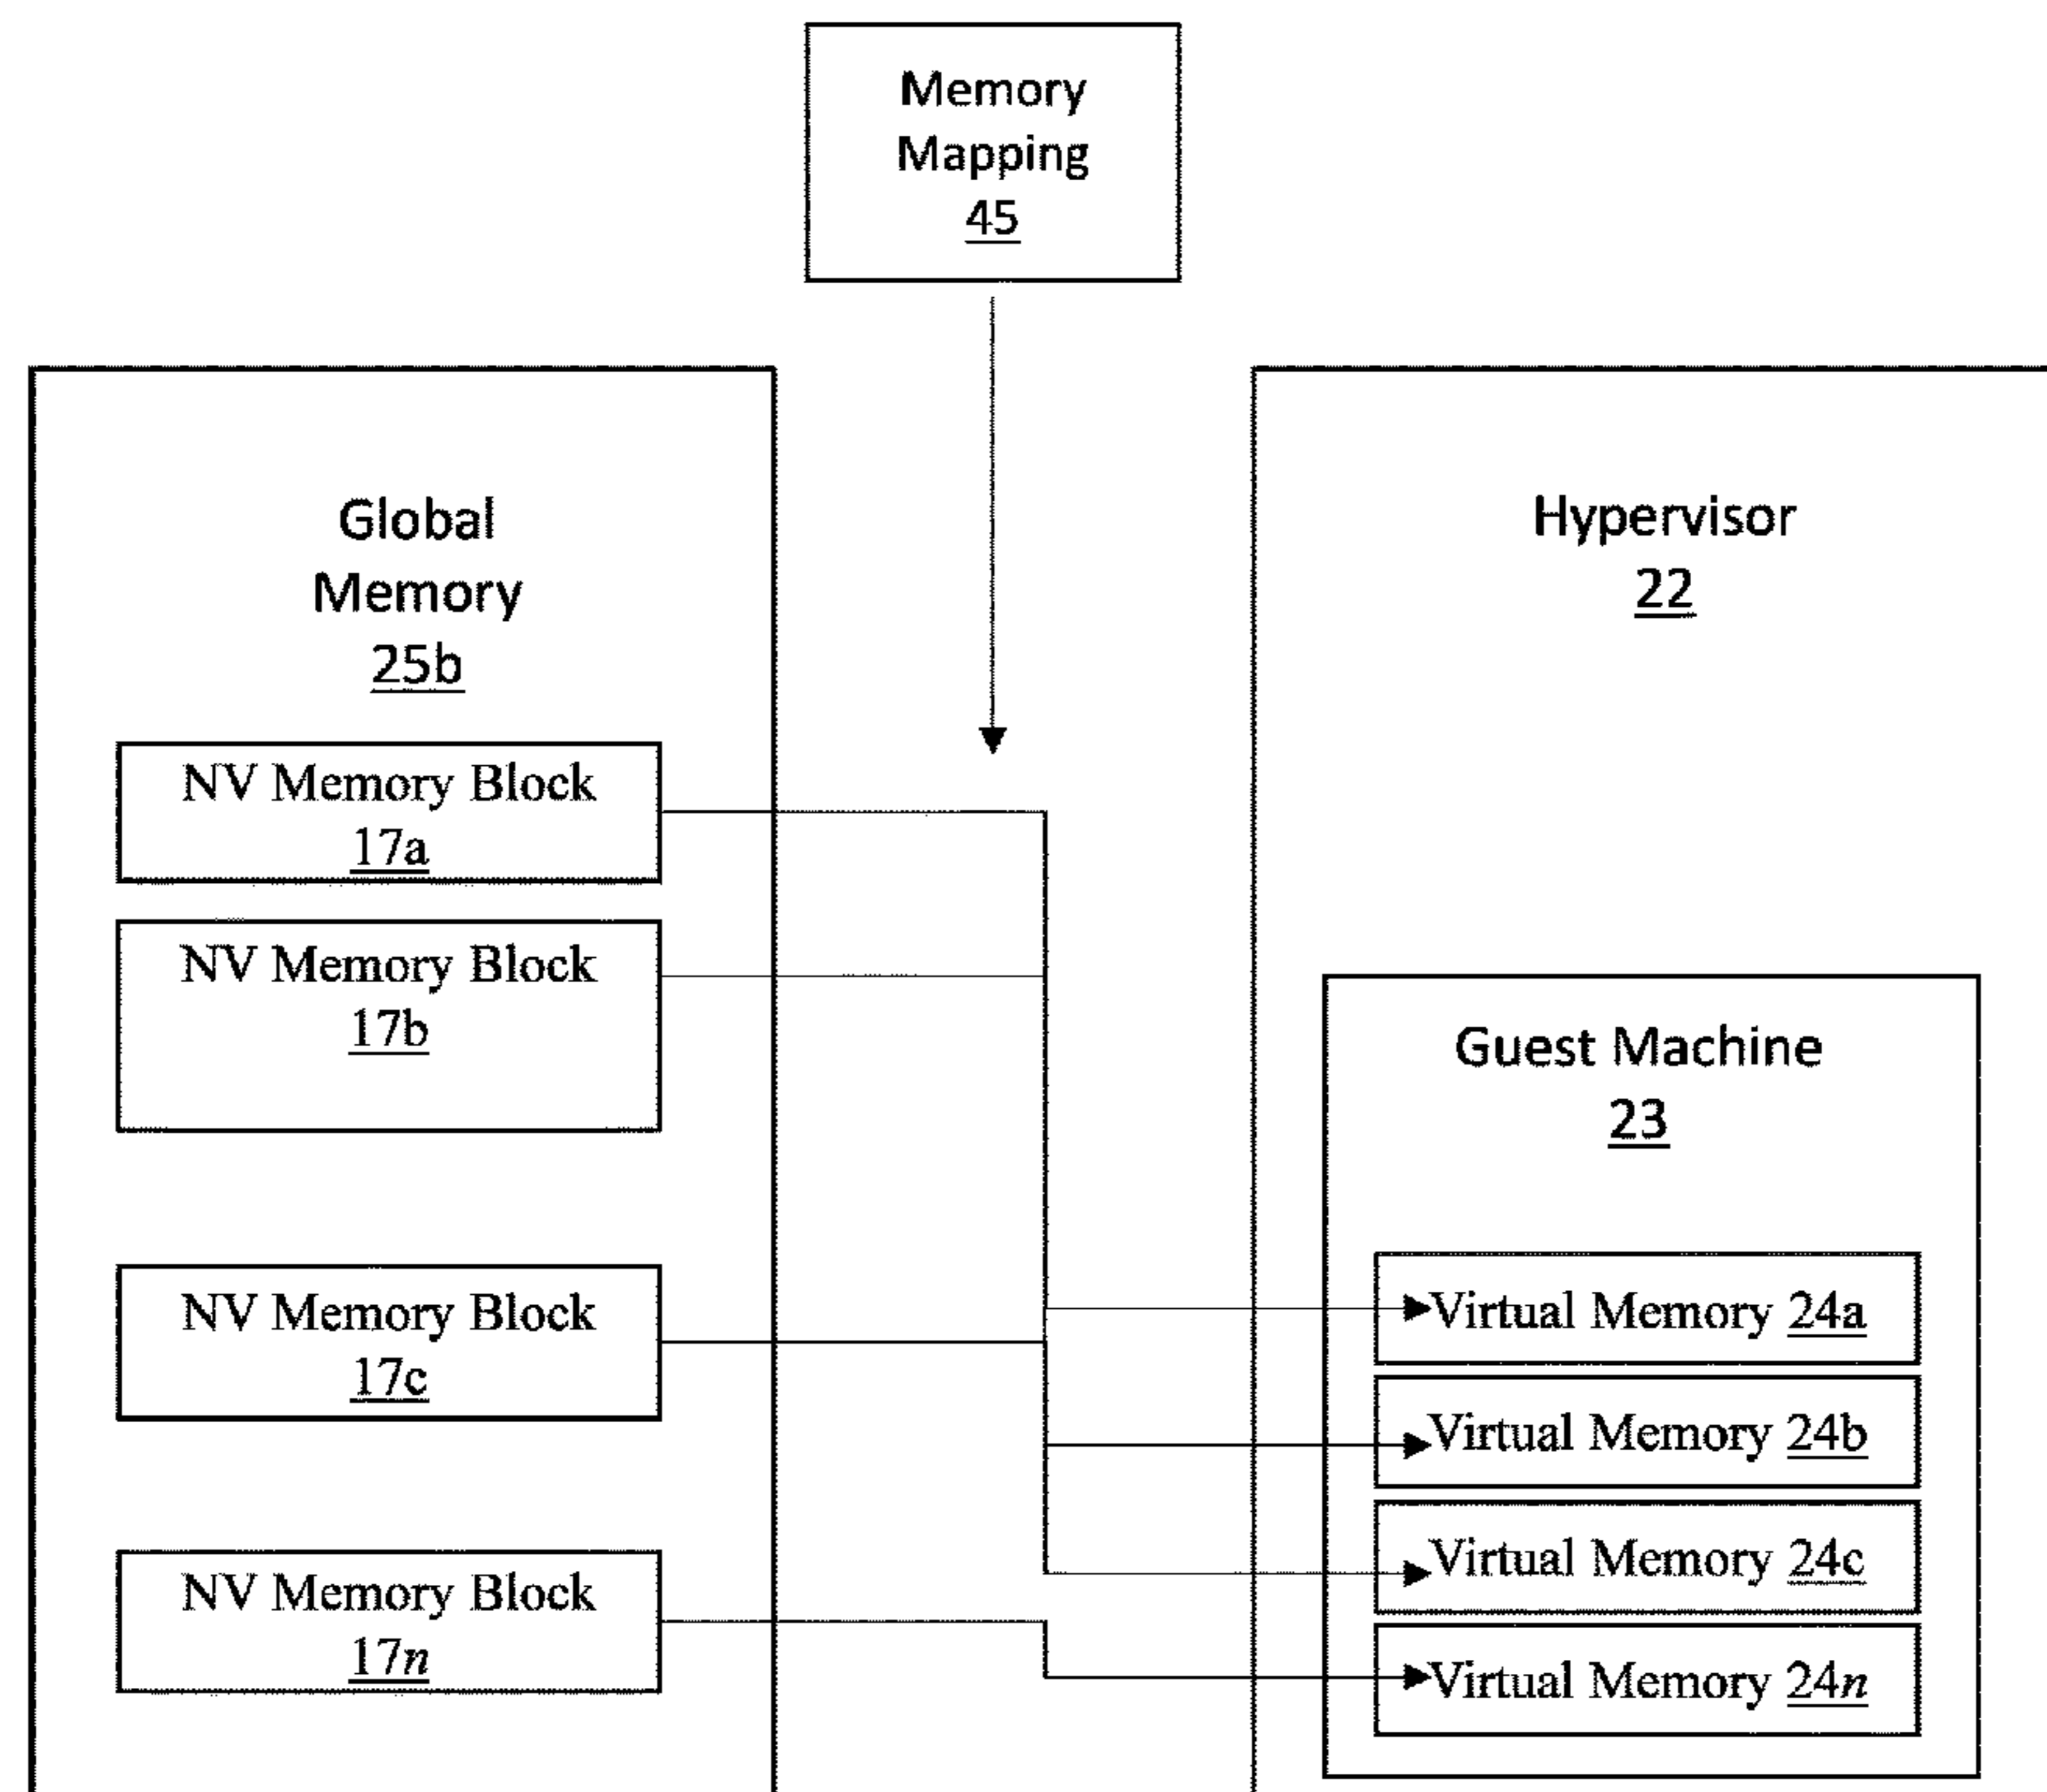 Memory
Mapping
45
Global
Memory
25b
NV Memory Block
17a
NV Memory Block
17b
NV Memory Block
17c
NV Memory Block
17n
Hypervisor
22
Guest Machine
23
Virtual Memory 24a
Virtual Memory 24b
Virtual Memory 24c
Virtual Memory 24n